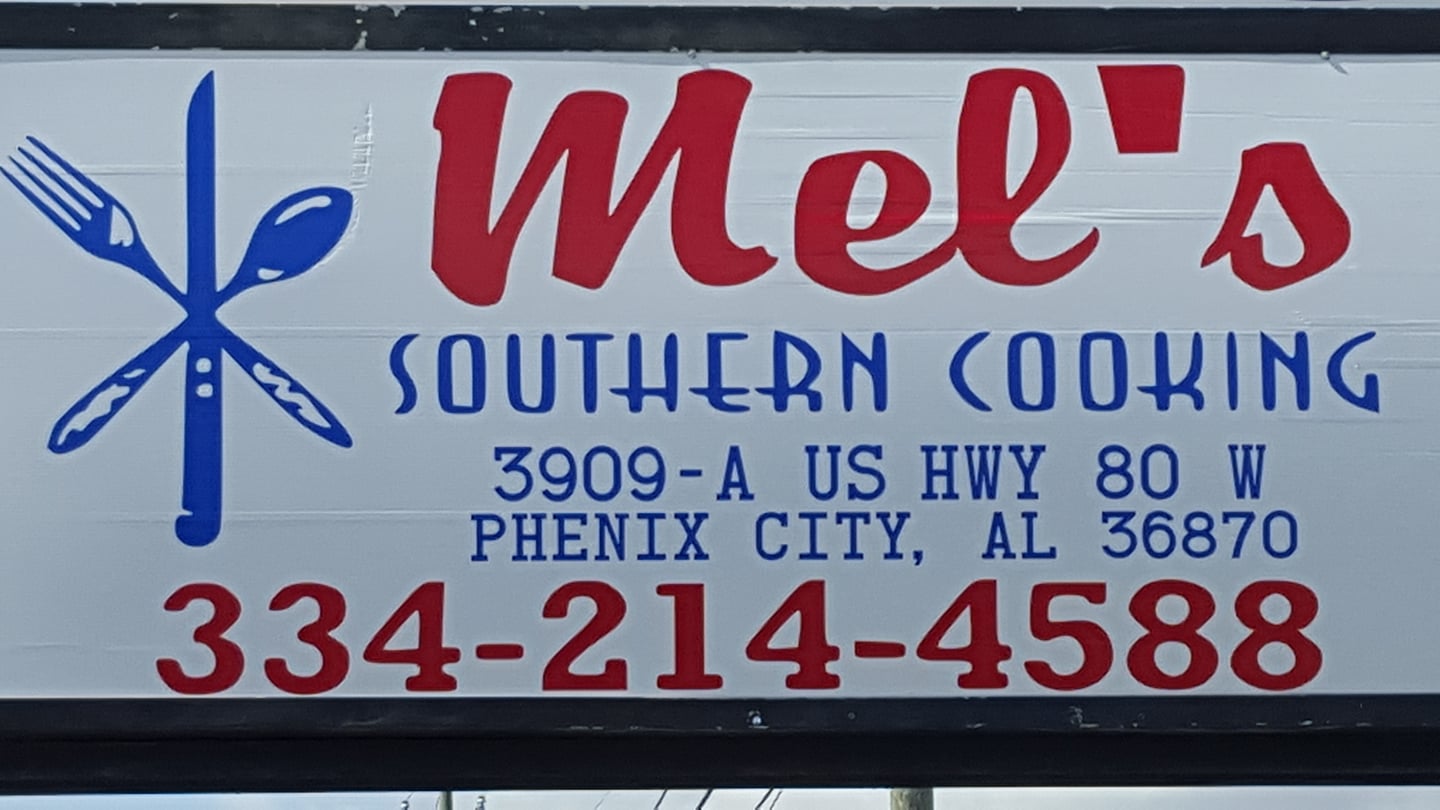 Mel's
SOUTHERN COOKING
3909-A US HWY 80 W
PHENIX CITY, AL 36870
334-214-4588